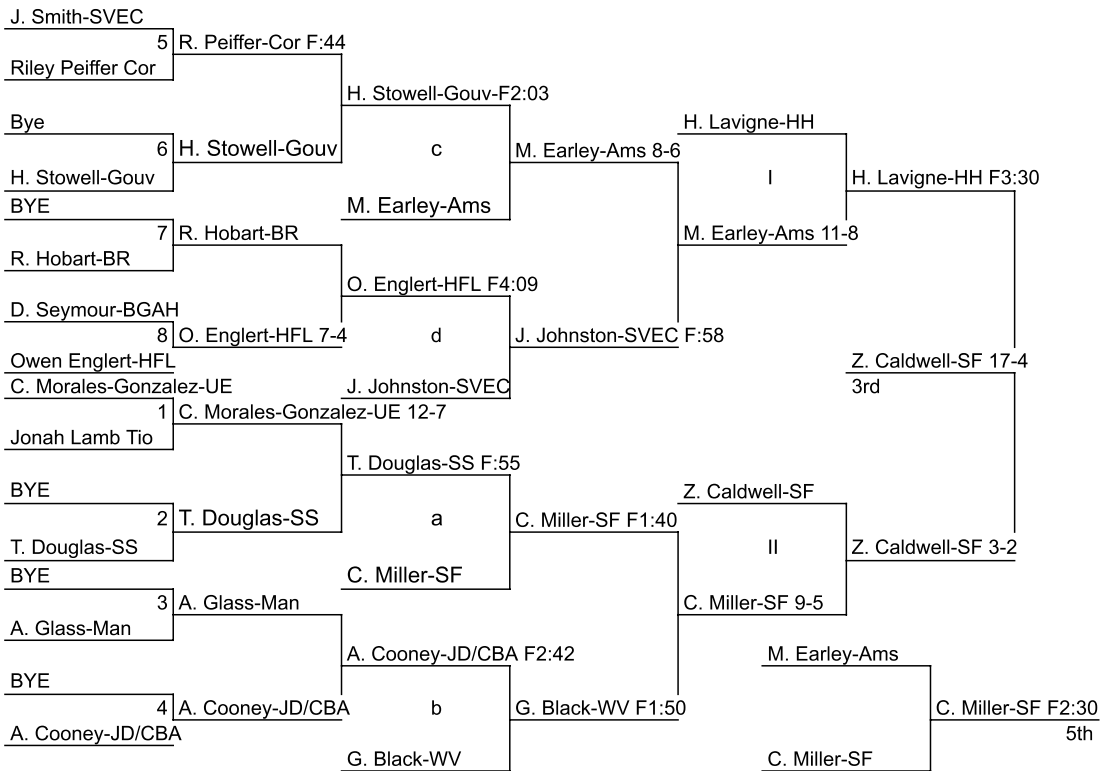 J. Smith-SVEC
5 R. Peiffer-Cor F:44
Riley Peiffer Cor
H. Stowell-Gouv-F2:03
Bye
H. Lavigne-HH
6 H. Stowell-Gouv
c
M. Earley-Ams 8-6
H. Stowell-Gouv
I
H. Lavigne-HH F3:30
BYE
M. Earley-Ams
7 R. Hobart-BR
M. Earley-Ams 11-8
R. Hobart-BR
O. Englert-HFL F4:09
D. Seymour-BGAH
8 O. Englert-HFL 7-4
d
J. Johnston-SVEC F:58
Owen Englert-HFL
Z. Caldwell-SF 17-4
C. Morales-Gonzalez-UE
J. Johnston-SVEC
3rd
1 C. Morales-Gonzalez-UE 12-7
Jonah Lamb Tio
T. Douglas-SS F:55
BYE
Z. Caldwell-SF
2 T. Douglas-SS
a
C. Miller-SF F1:40
T. Douglas-SS
II
Z. Caldwell-SF 3-2
BYE
C. Miller-SF
3 A. Glass-Man
C. Miller-SF 9-5
A. Glass-Man
A. Cooney-JD/CBA F2:42
M. Earley-Ams
BYE
4 A. Cooney-JD/CBA
b
G. Black-WV F1:50
C. Miller-SF F2:30
A. Cooney-JD/CBA
5th
G. Black-WV
C. Miller-SF